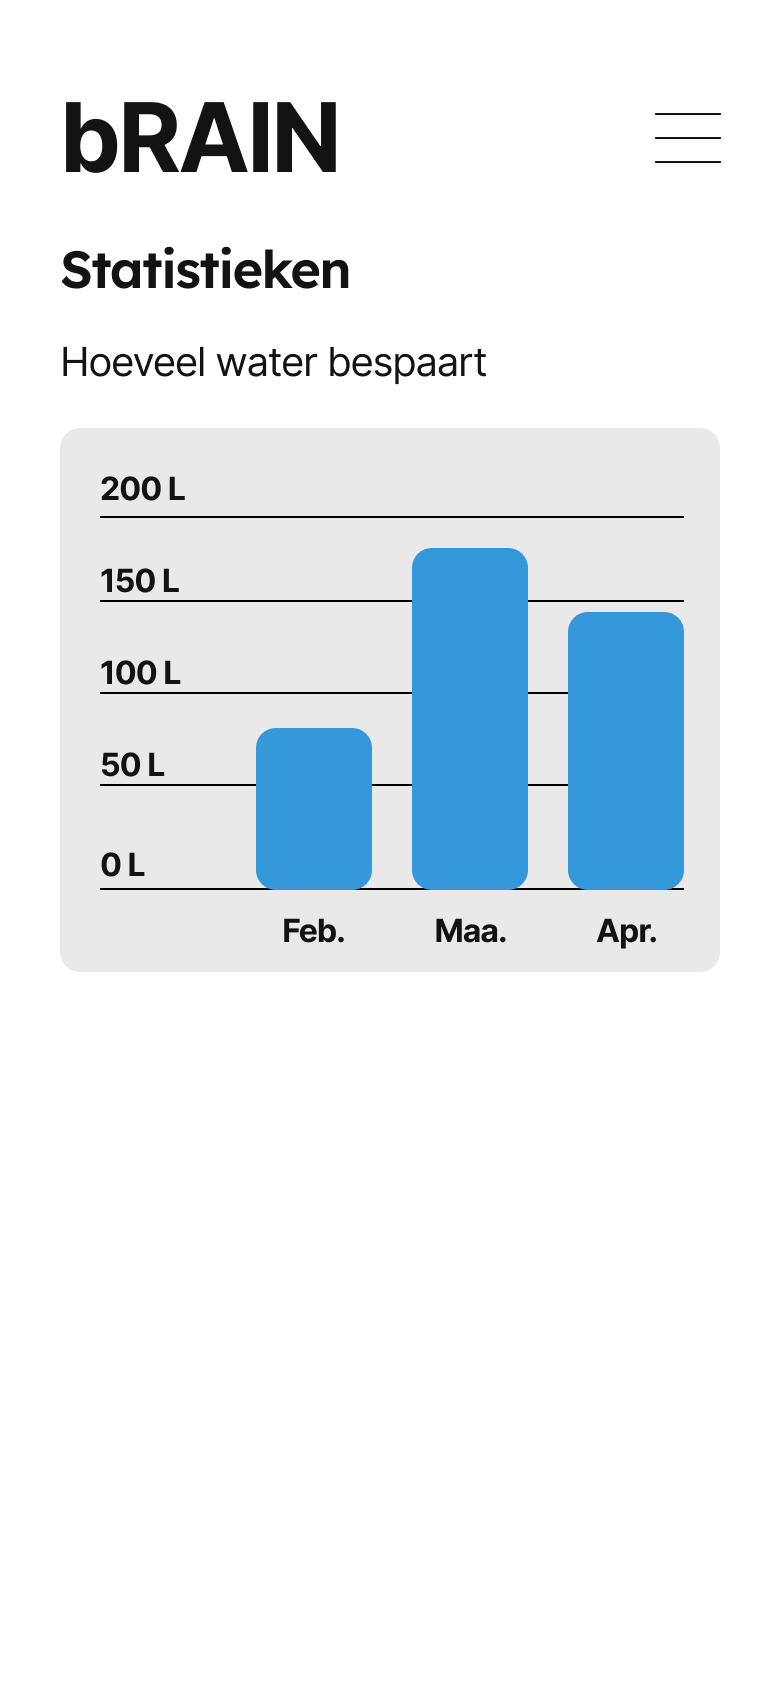 bRAIN
Statistieken
Hoeveel water bespaart
200 L
150 L
100 L
50 L
0 L
Feb. Maa. Apr.